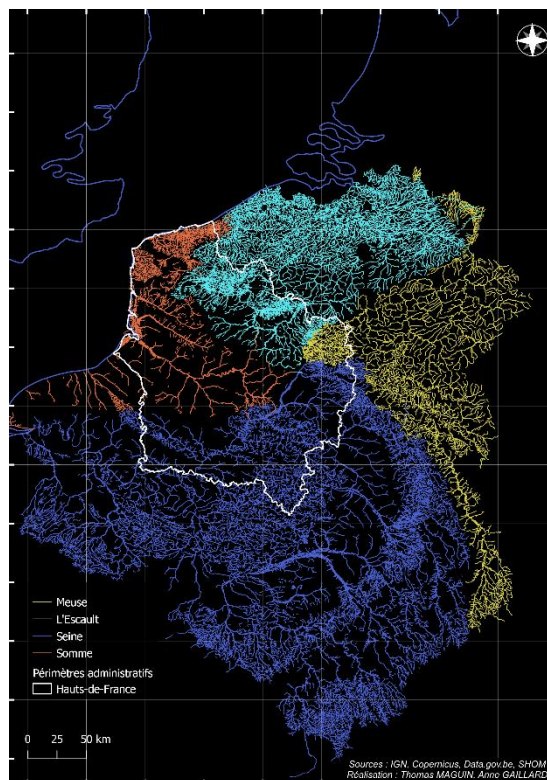 Meuse
L'Escault
Seine
Somme
Périmètres administratifs
Hauts-de-France
0 25 50 km
Sources : IGN, Copernicus, Data.gov.be, SHOM
Réalisation : Thomas MAGUIN, Anne GAILLARD